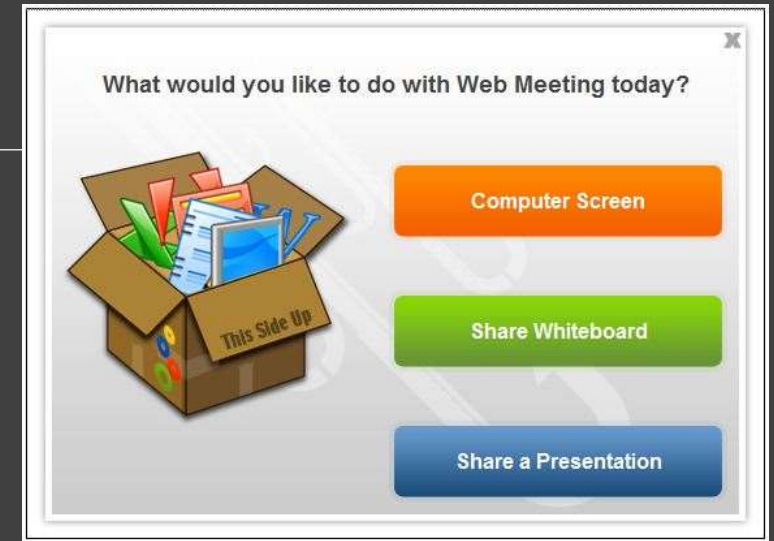 X
What would you like to do with Web Meeting today?
Computer Screen
This Side Up
Share Whiteboard
Share a Presentation